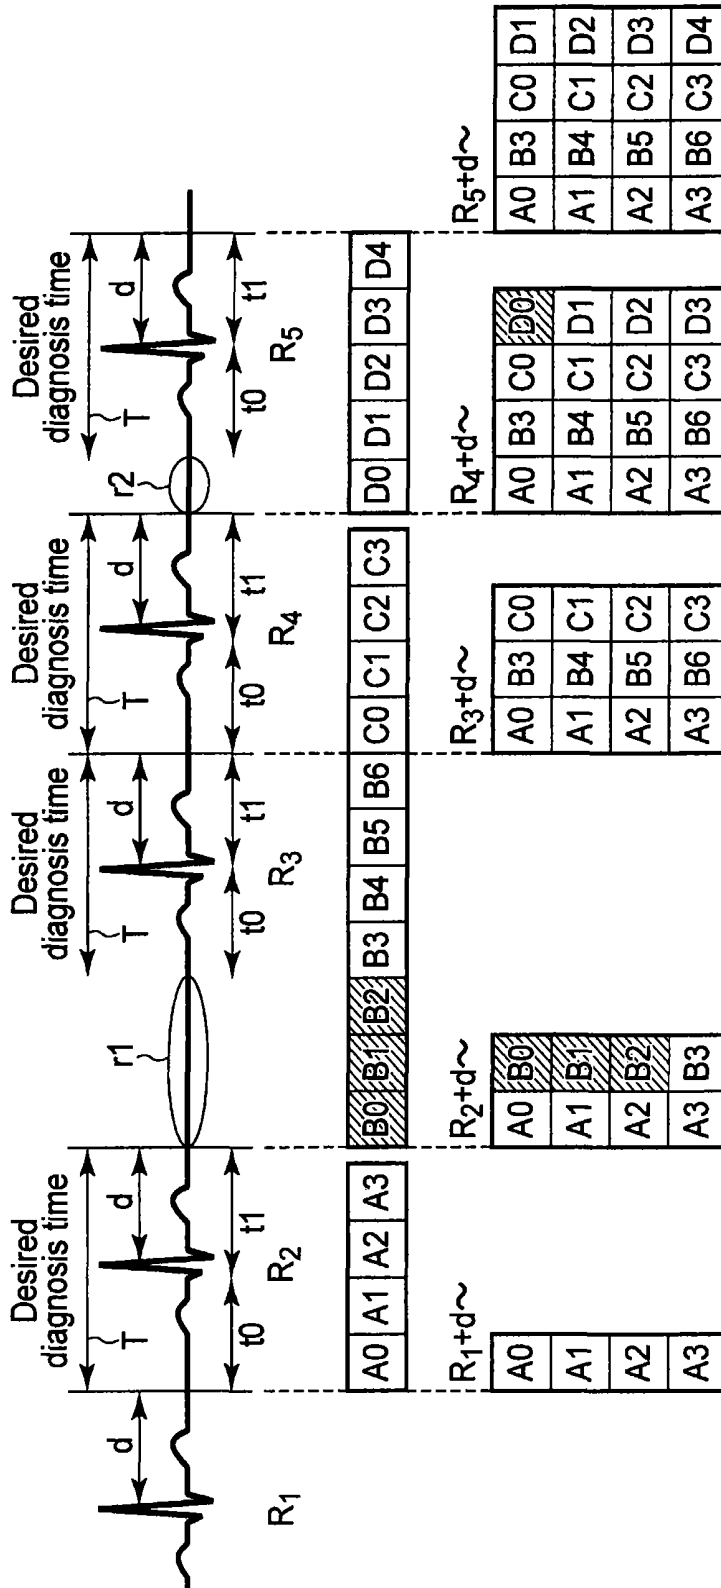 Desired
diagnosis time
Desired
diagnosis time
Desired
diagnosis time
Desired
diagnosis time
T
T
T
T
d
d
d
d
d
r1
r2
t0
t1
t0
t1
t0
t1
t0
t1
R1
R2
R3
R4
R5
A0 A1 A2 A3
B0 B1 B2 B3 B4 B5 B6
C0 C1 C2 C3
D0 D1 D2 D3 D4
R1+d~
A0
A1
A2
A3
R2+d~
A0 B0
A1 B1
A2 B2
A3 B3
R3+d~
A0 B3 C0
A1 B4 C1
A2 B5 C2
A3 B6 C3
R4+d~
A0 B3 C0 D0
A1 B4 C1 D1
A2 B5 C2 D2
A3 B6 C3 D3
R5+d~
A0 B3 C0 D1
A1 B4 C1 D2
A2 B5 C2 D3
A3 B6 C3 D4